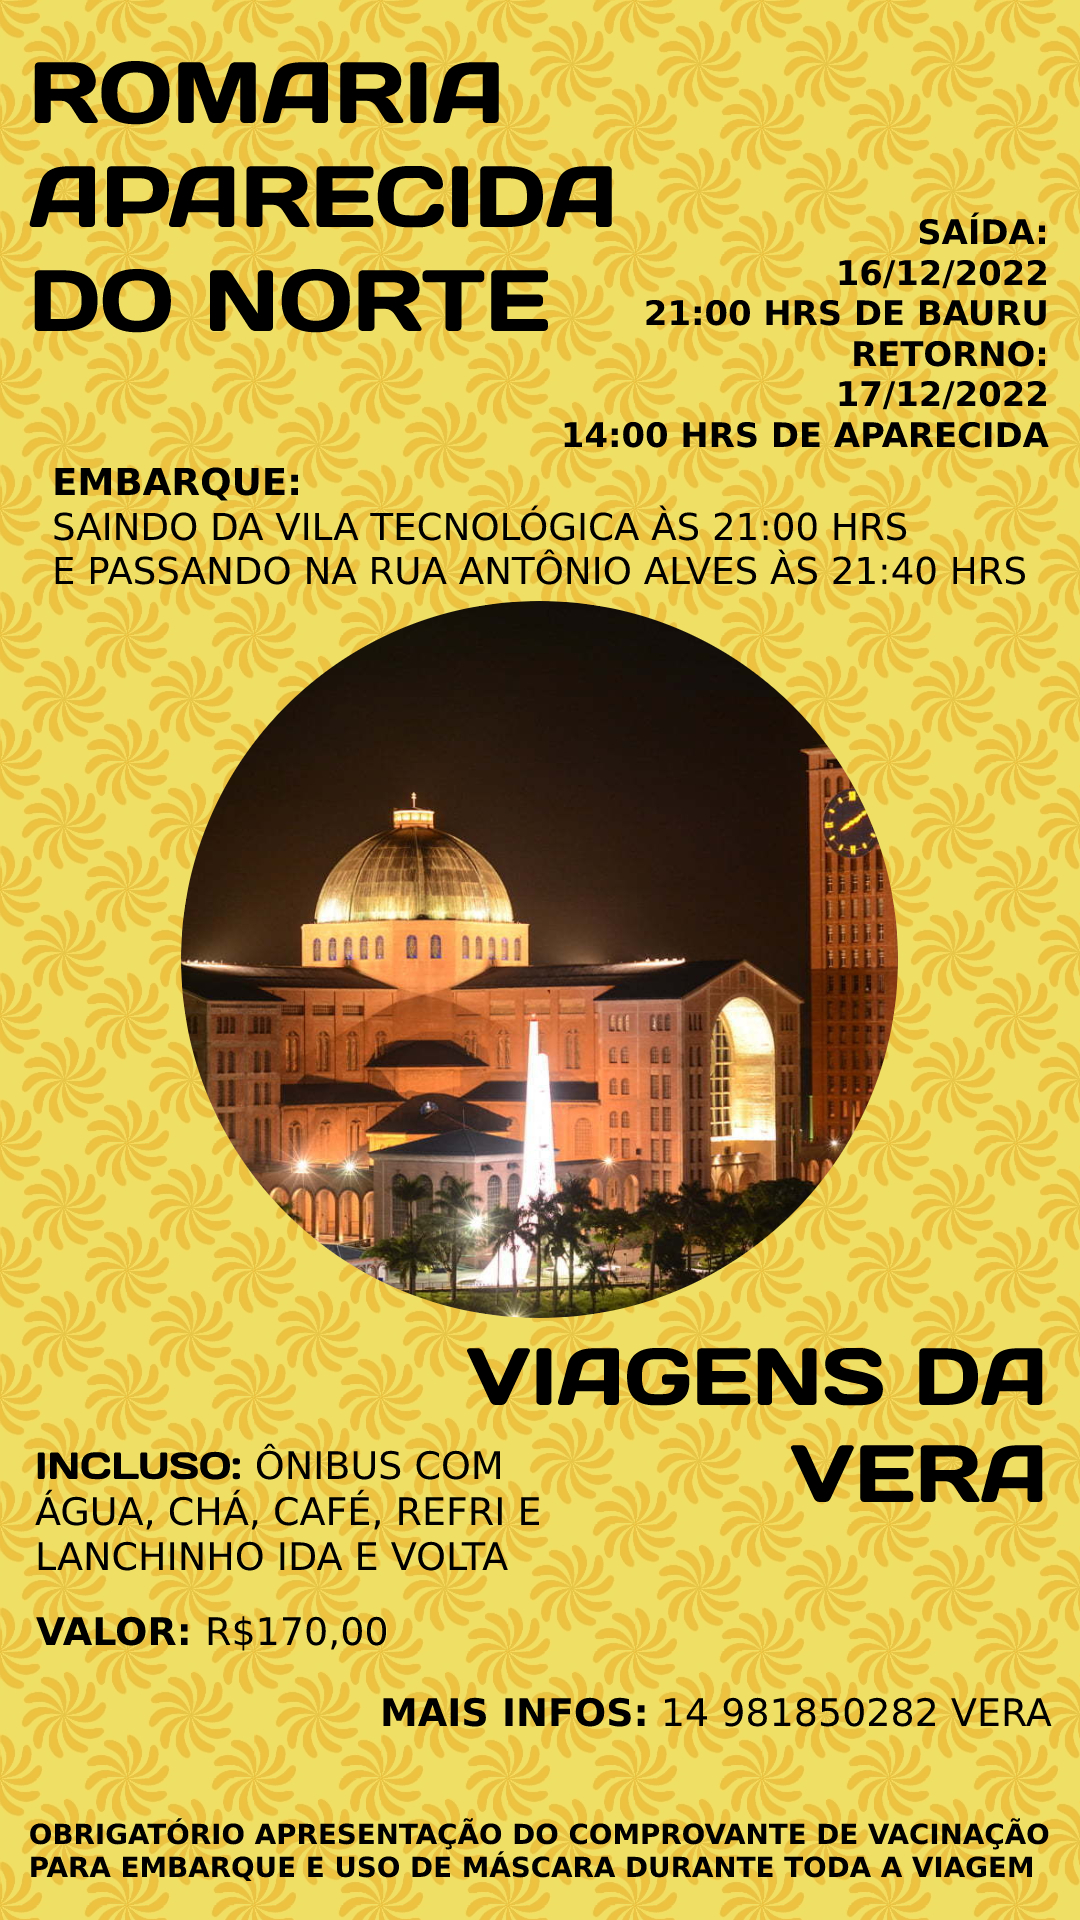 ROMARIA
APARECIDA
DO NORTE
SAÍDA:
16/12/2022
21:00 HRS DE BAURU
RETORNO:
17/12/2022
14:00 HRS DE APARECIDA
EMBARQUE:
SAINDO DA VILA TECNOLÓGICA ÀS 21:00 HRS
E PASSANDO NA RUA ANTÔNIO ALVES ÀS 21:40 HRS
VIAGENS DA
VERA
INCLUSO: ÔNIBUS COM
ÁGUA, CHÁ, CAFÉ, REFRI E
LANCHINHO IDA E VOLTA
VALOR: R$170,00
MAIS INFOS: 14 981850282 VERA
OBRIGATÓRIO APRESENTAÇÃO DO COMPROVANTE DE VACINAÇÃO
PARA EMBARQUE E USO DE MÁSCARA DURANTE TODA A VIAGEM